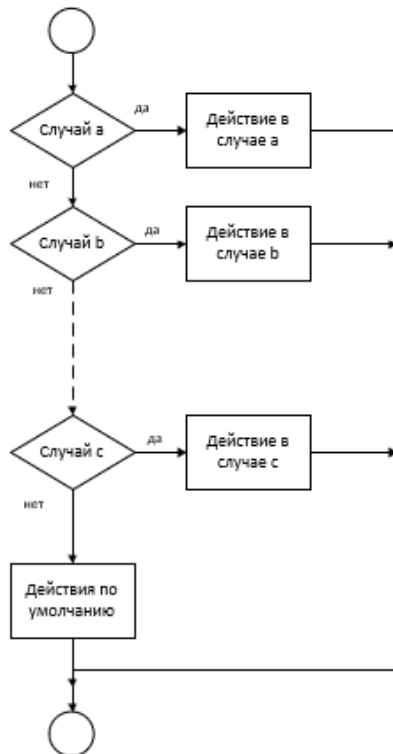 да
Случай a
Действие в
случае a
нет
да
Случай b
Действие в
случае b
нет
да
Случай c
Действие в
случае c
нет
Действия по
умолчанию